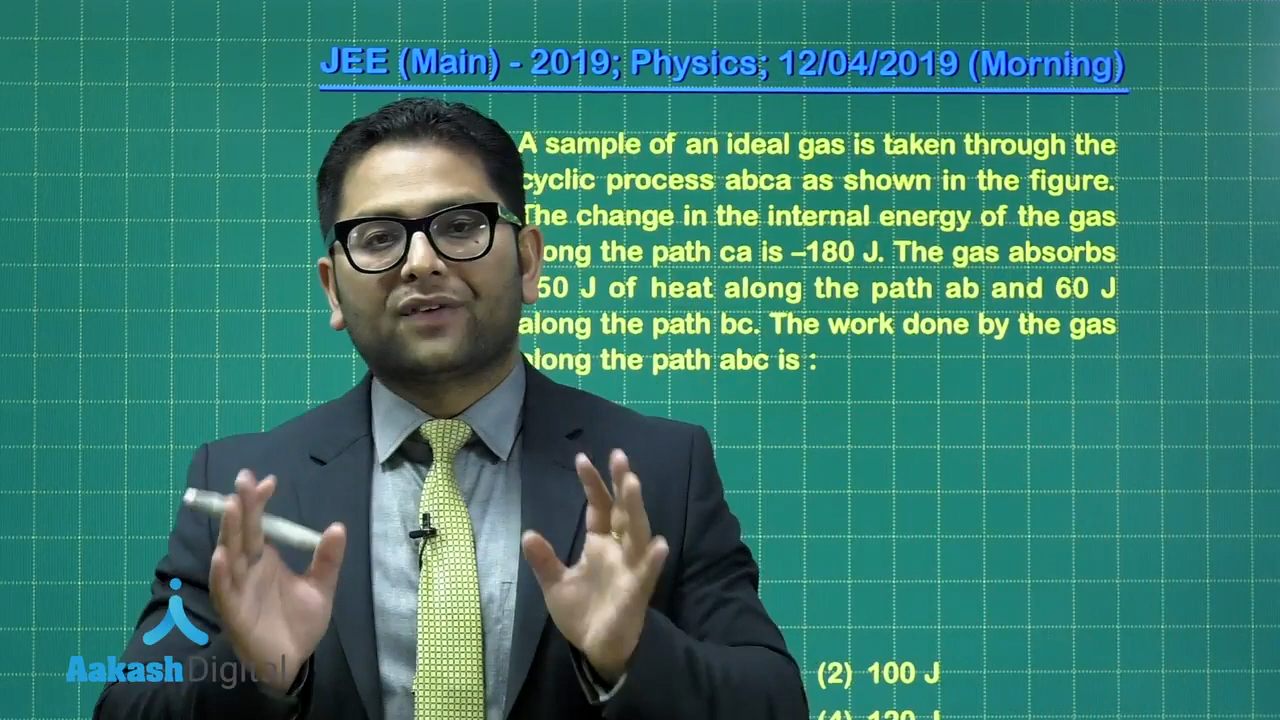 JEE (Main) - 2019; Physics; 12/04/2019 (Morning)
A sample of an ideal gas is taken through the
cyclic process abca as shown in the figure.
The change in the internal energy of the gas
the path ca is –180 J. The gas absorbs
50 J of heat along the path ab and 60 J
along the path bc. The work done by the gas
along the path abc is :
(2) 100 J
Aakash Digital